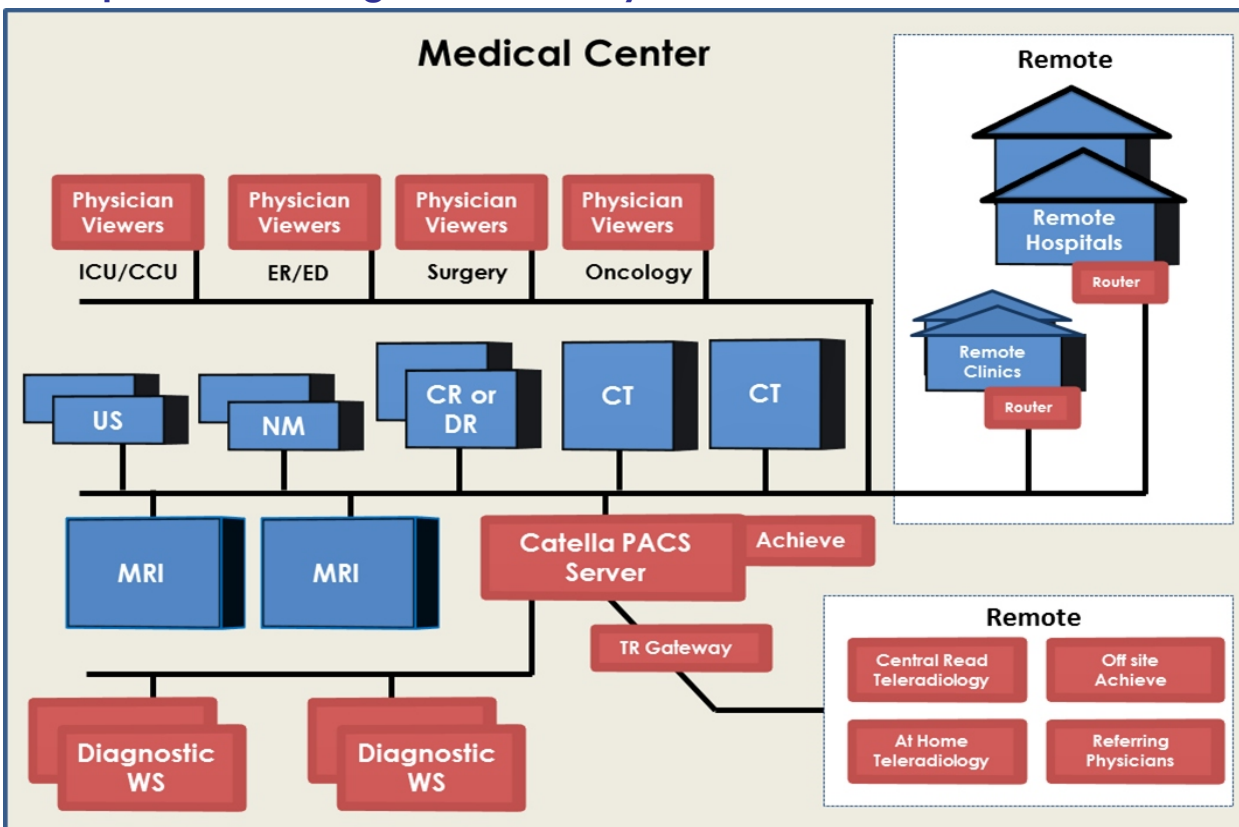 Medical Center
Remote
Physician
Viewers
Physician
Viewers
Physician
Viewers
Physician
Viewers
ICU/CCU
ER/ED
Surgery
Oncology
Remote
Hospitals
Router
Remote
Clinics
Router
US
NM
CR or
DR
CT
CT
MRI
MRI
Catella PACS
Server
Achieve
TR Gateway
Diagnostic
WS
Diagnostic
WS
Remote
Central Read
Teleradiology
Off site
Achieve
At Home
Teleradiology
Referring
Physicians